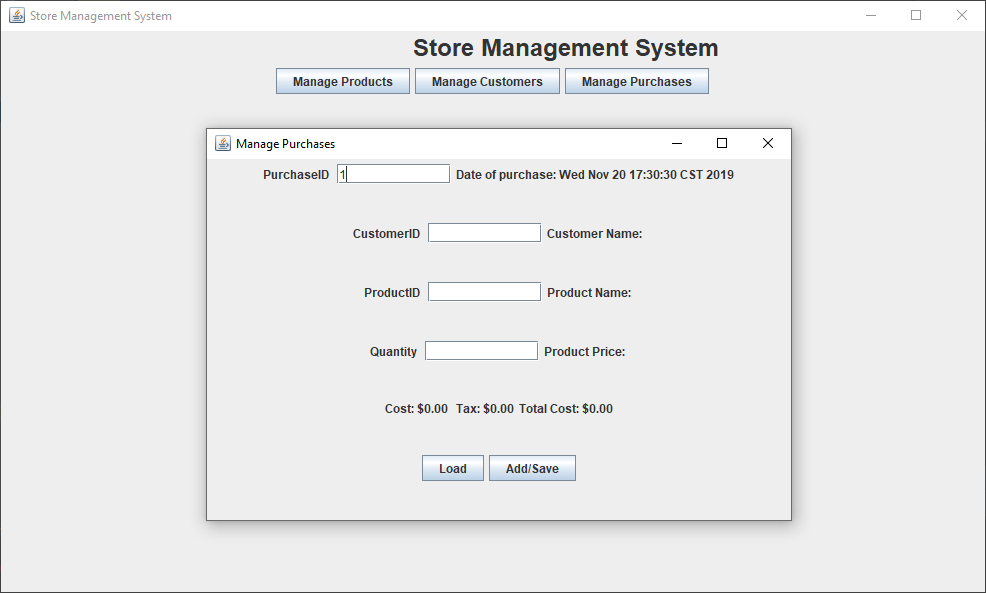 Store Management System
Store Management System
Manage Products Manage Customers Manage Purchases
Manage Purchases
PurchaseID 1 Date of purchase: Wed Nov 20 17:30:30 CST 2019
CustomerID Customer Name:
ProductID Product Name:
Quantity Product Price:
Cost: $0.00 Tax: $0.00 Total Cost: $0.00
Load Add/Save